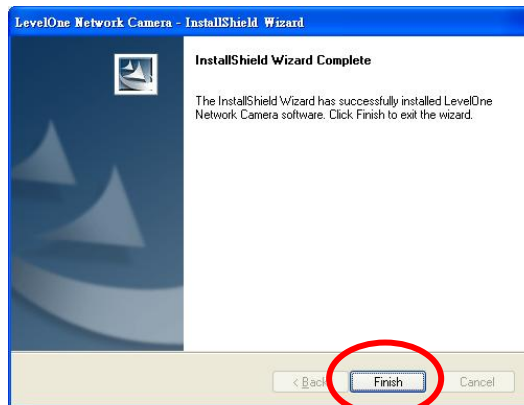 LevelOne Network Camera - InstallShield Wizard
InstallShield Wizard Complete
The InstallShield Wizard has successfully installed LevelOne
Network Camera software. Click Finish to exit the wizard.
< Back
Finish
Cancel